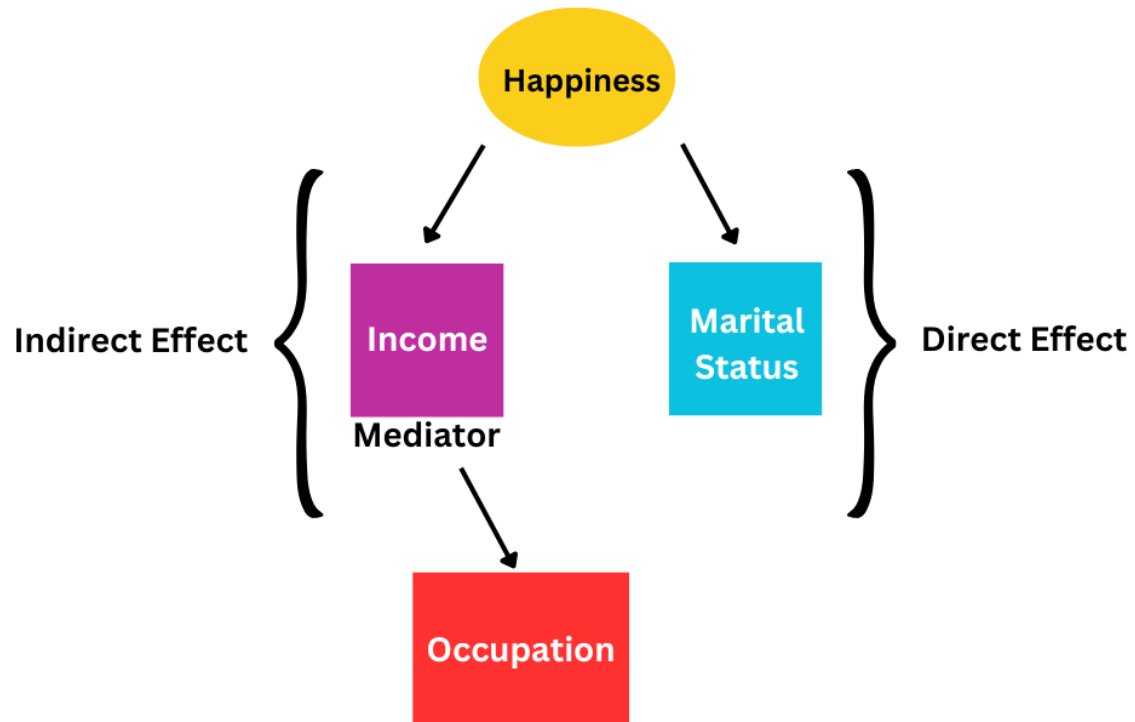 Happiness
Indirect Effect
Income
Mediator
Marital
Status
Direct Effect
Occupation